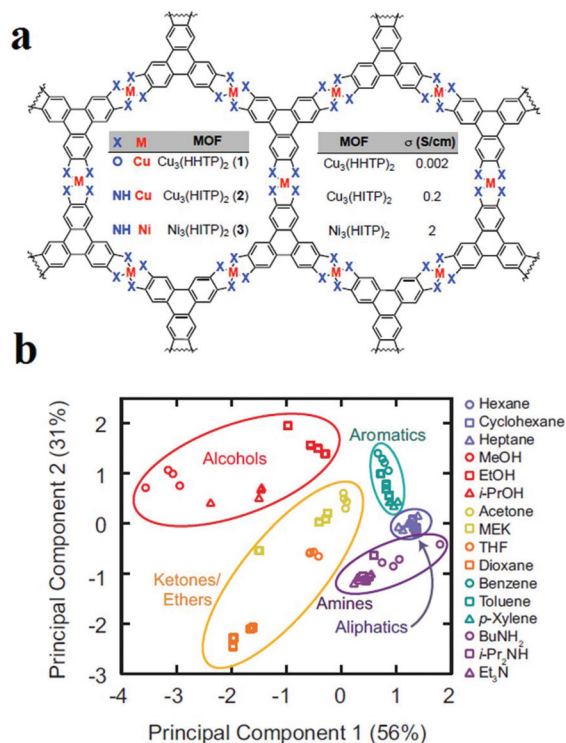 a
X M MOF
O Cu Cu₃(HHTP)₂ (1)
NH Cu Cu₃(HITP)₂ (2)
NH Ni Ni₃(HITP)₂ (3)
MOF σ (S/cm)
Cu₃(HHTP)₂ 0.002
Cu₃(HITP)₂ 0.2
Ni₃(HITP)₂ 2
X X M X X
X X M X X
X X M X X
X X M X X
X X M X X
X X M X X
X X M X X
X X M X X
X X M X X
X X M X X
X X M X X
b
Principal Component 2 (31%)
2
1
0
-1
-2
-3
-4
-3
-2
-1
0
1
2
Principal Component 1 (56%)
Alcohols
Aromatics
Ketones/
Ethers
Amines
Aliphatics
Hexane
Cyclohexane
Heptane
MeOH
EtOH
i-PrOH
Acetone
MEK
THF
Dioxane
Benzene
Toluene
p-Xylene
BuNH₂
i-Pr₂NH
Et₃N